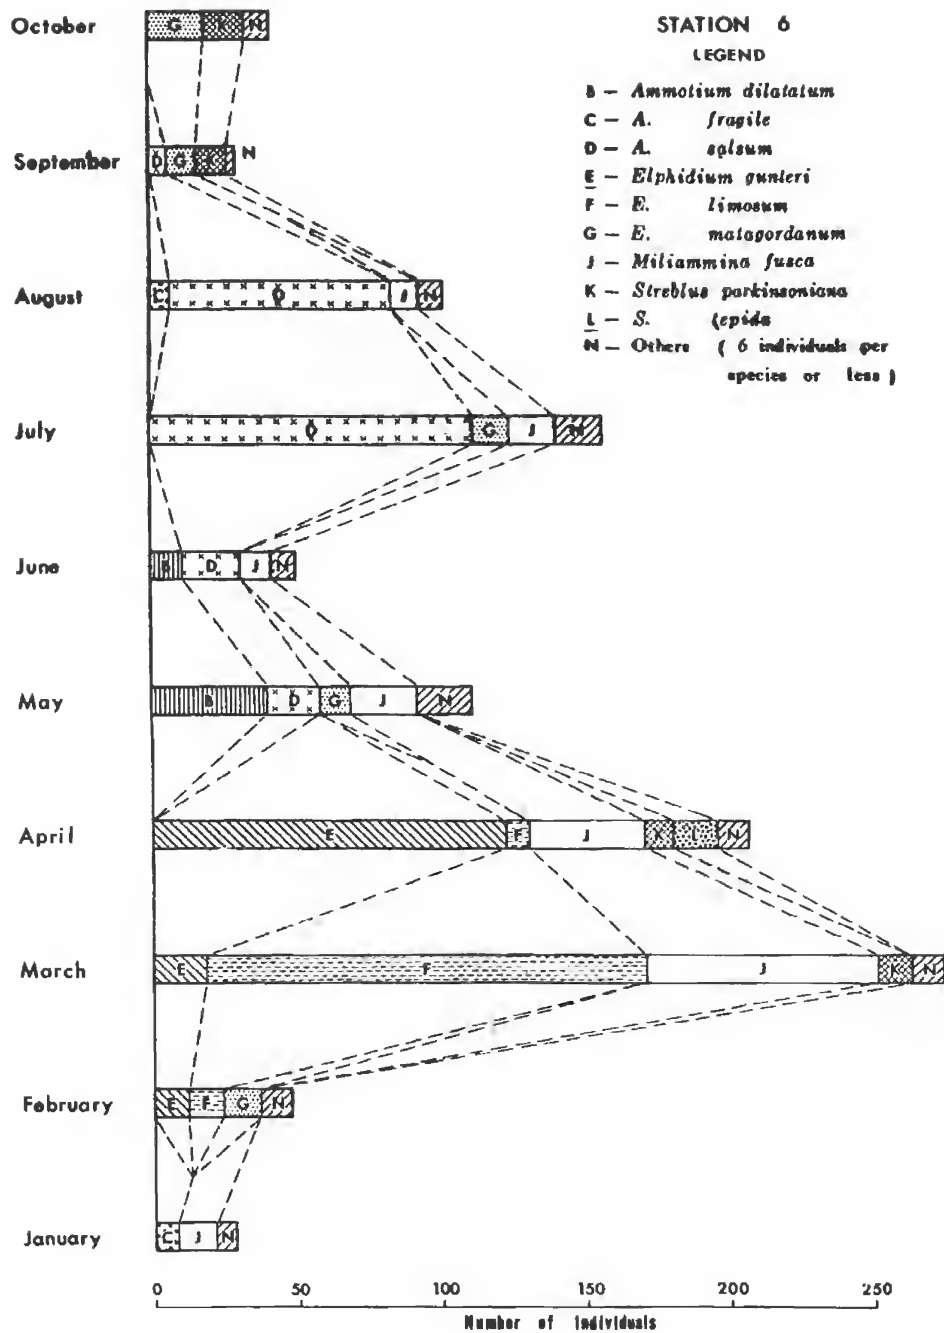 STATION 6
LEGEND
B – Ammotium dilatatum
C – A. fragile
D – A. salsum
E – Elphidium gunteri
F – E. limosum
G – E. matagordanum
J – Miliammina fusca
K – Streblus parkinsoniana
L – S. tepida
N – Others ( 6 individuals per
species or less )
October
G K N
September
D G K N
August
C D J N
July
D G J N
June
B D J N
May
B D G J N
April
E F J K L N
March
E F J K N
February
E F G N
January
C J N
0 50 100 150 200 250
Number of Individuals